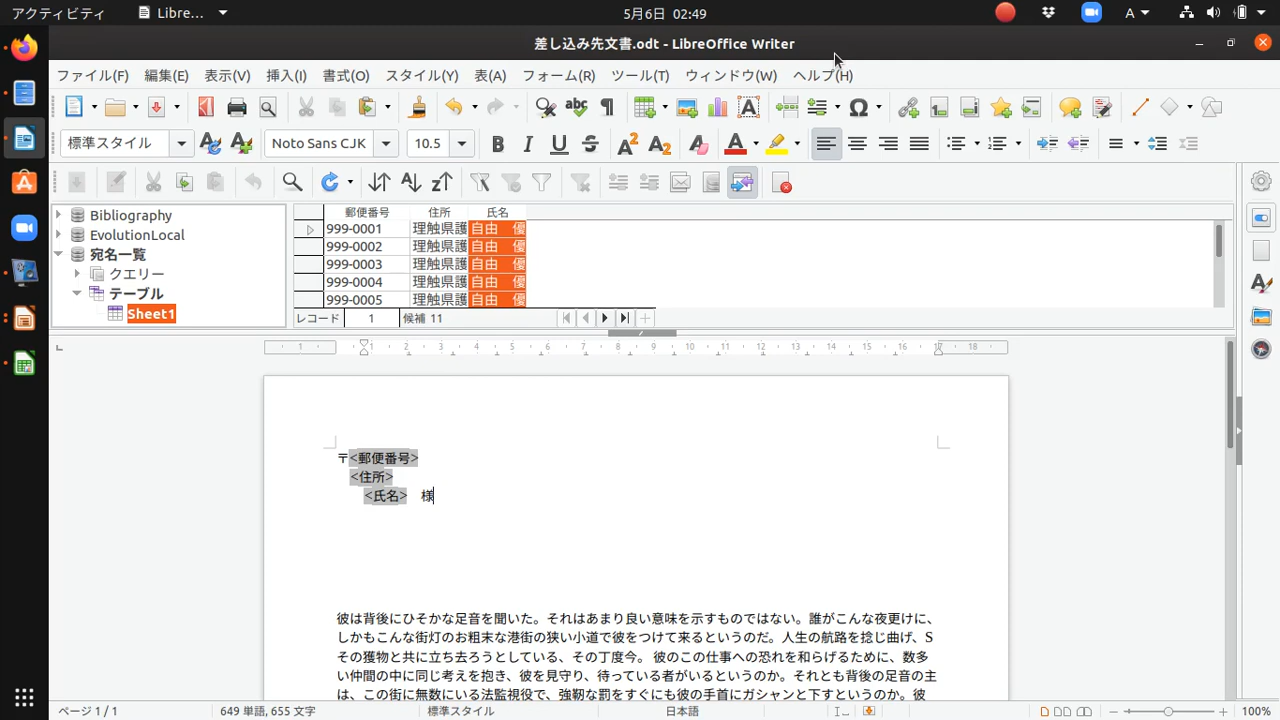 アクティビティ
Libre...
5月6日 02:49
A
差し込み先文書.odt - LibreOffice Writer
ファイル(F) 編集(E) 表示(V) 挿入(I) 書式(O) スタイル(Y) 表(A) フォーム(R) ツール(T) ウィンドウ(W) ヘルプ(H)
標準スタイル
Noto Sans CJK
10.5
Bibliography
EvolutionLocal
宛名一覧
クエリー
テーブル
Sheet1
郵便番号 住所 氏名
999-0001 理触県護 自由 優
999-0002 理触県護 自由 優
999-0003 理触県護 自由 優
999-0004 理触県護 自由 優
999-0005 理触県護 自由 優
レコード 1 候補 11
1 1 2 3 4 5 6 7 8 9 10 11 12 13 14 15 16 17 18
〒<郵便番号>
<住所>
<氏名> 様
彼は背後にひそかな足音を聞いた。それはあまり良い意味を示すものではない。誰がこんな夜更けに、
しかもこんな街灯のお粗末な港街の狭い小道で彼をつけて来るというのだ。人生の航路を捻じ曲げ、S
その獲物と共に立ち去ろうとしている、その丁度今。 彼のこの仕事への恐れを和らげるために、数多
い仲間の中に同じ考えを抱き、彼を見守り、待っている者がいるというのか。それとも背後の足音の主
は、この街に無数にいる法監視役で、強靭な罰をすぐにも彼の手首にガシャンと下すというのか。彼
ページ 1 / 1
649 単語, 655 文字
標準スタイル
日本語
100%